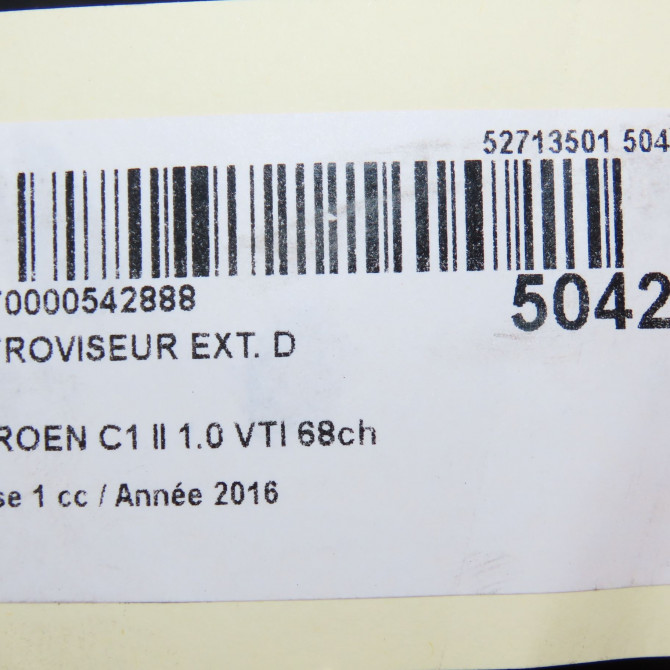 52713501 504
70000542888
5042
TROVISEUR EXT. D
ROEN C1 II 1.0 VTI 68ch
se 1 cc / Année 2016